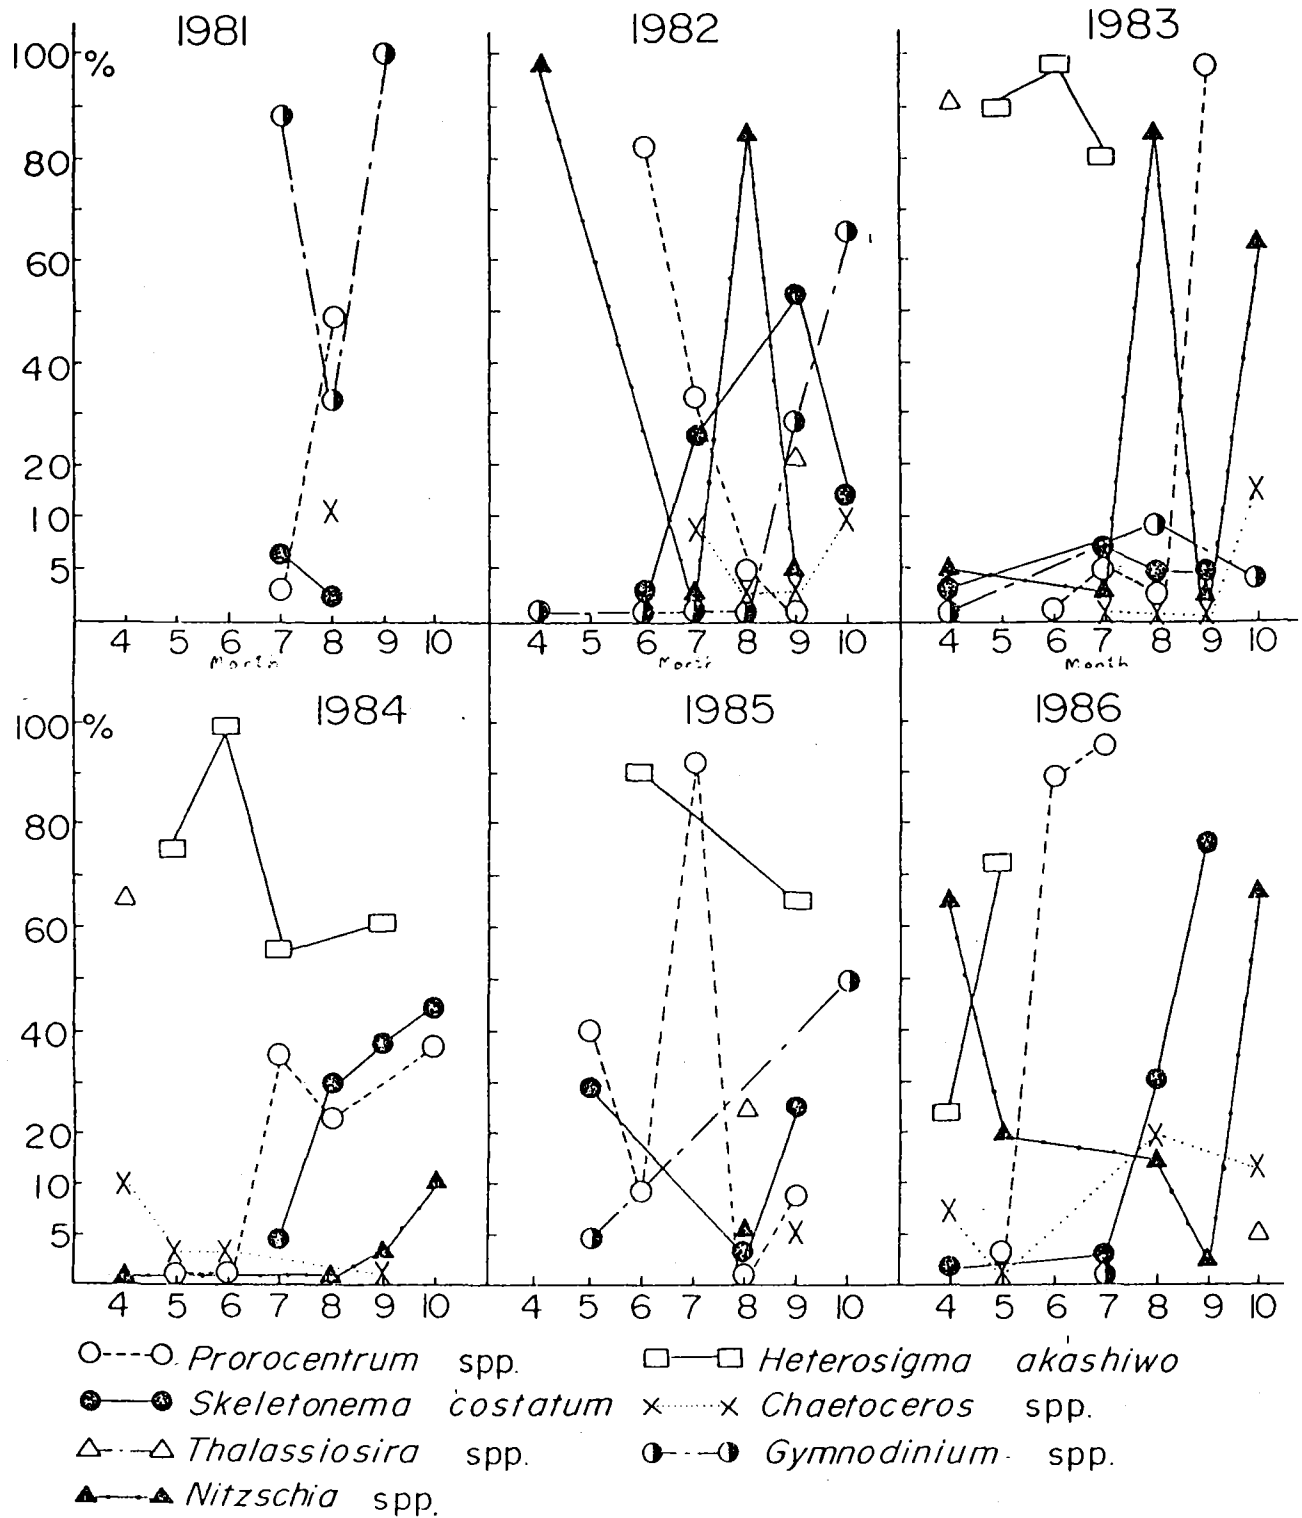 1981 1982 1983
100 %
80
60
40
20
10
5
4 5 6 7 8 9 10 4 5 6 7 8 9 10 4 5 6 7 8 9 10
Month Month Month
1984 1985 1986
100 %
80
60
40
20
10
5
4 5 6 7 8 9 10 4 5 6 7 8 9 10 4 5 6 7 8 9 10
Prorocentrum spp. Heterosigma akashiwo
Skeletonema costatum Chaetoceros spp.
Thalassiosira spp. Gymnodinium spp.
Nitzschia spp.